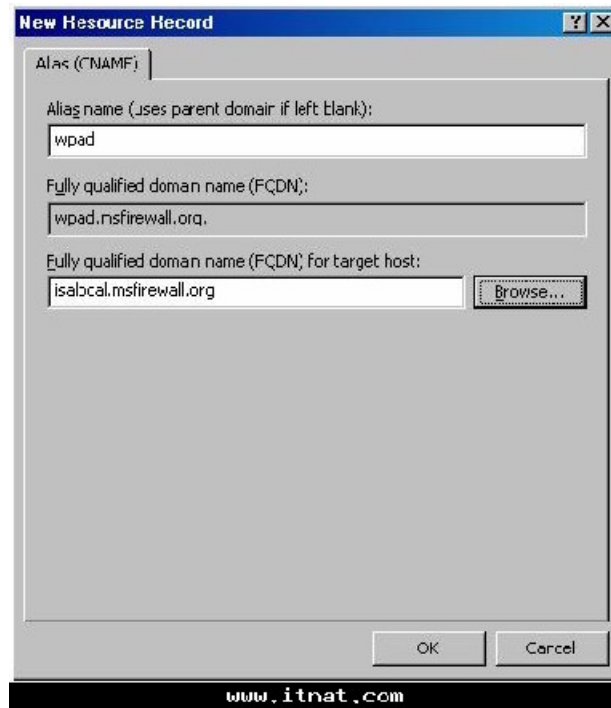 New Resource Record
Alias (CNAME)
Alias name (uses parent domain if left blank):
wpad
Fully qualified domain name (FQDN):
wpad.msfirewall.org.
Fully qualified domain name (FQDN) for target host:
isalocal.msfirewall.org
Browse...
OK
Cancel
www.itnat.com